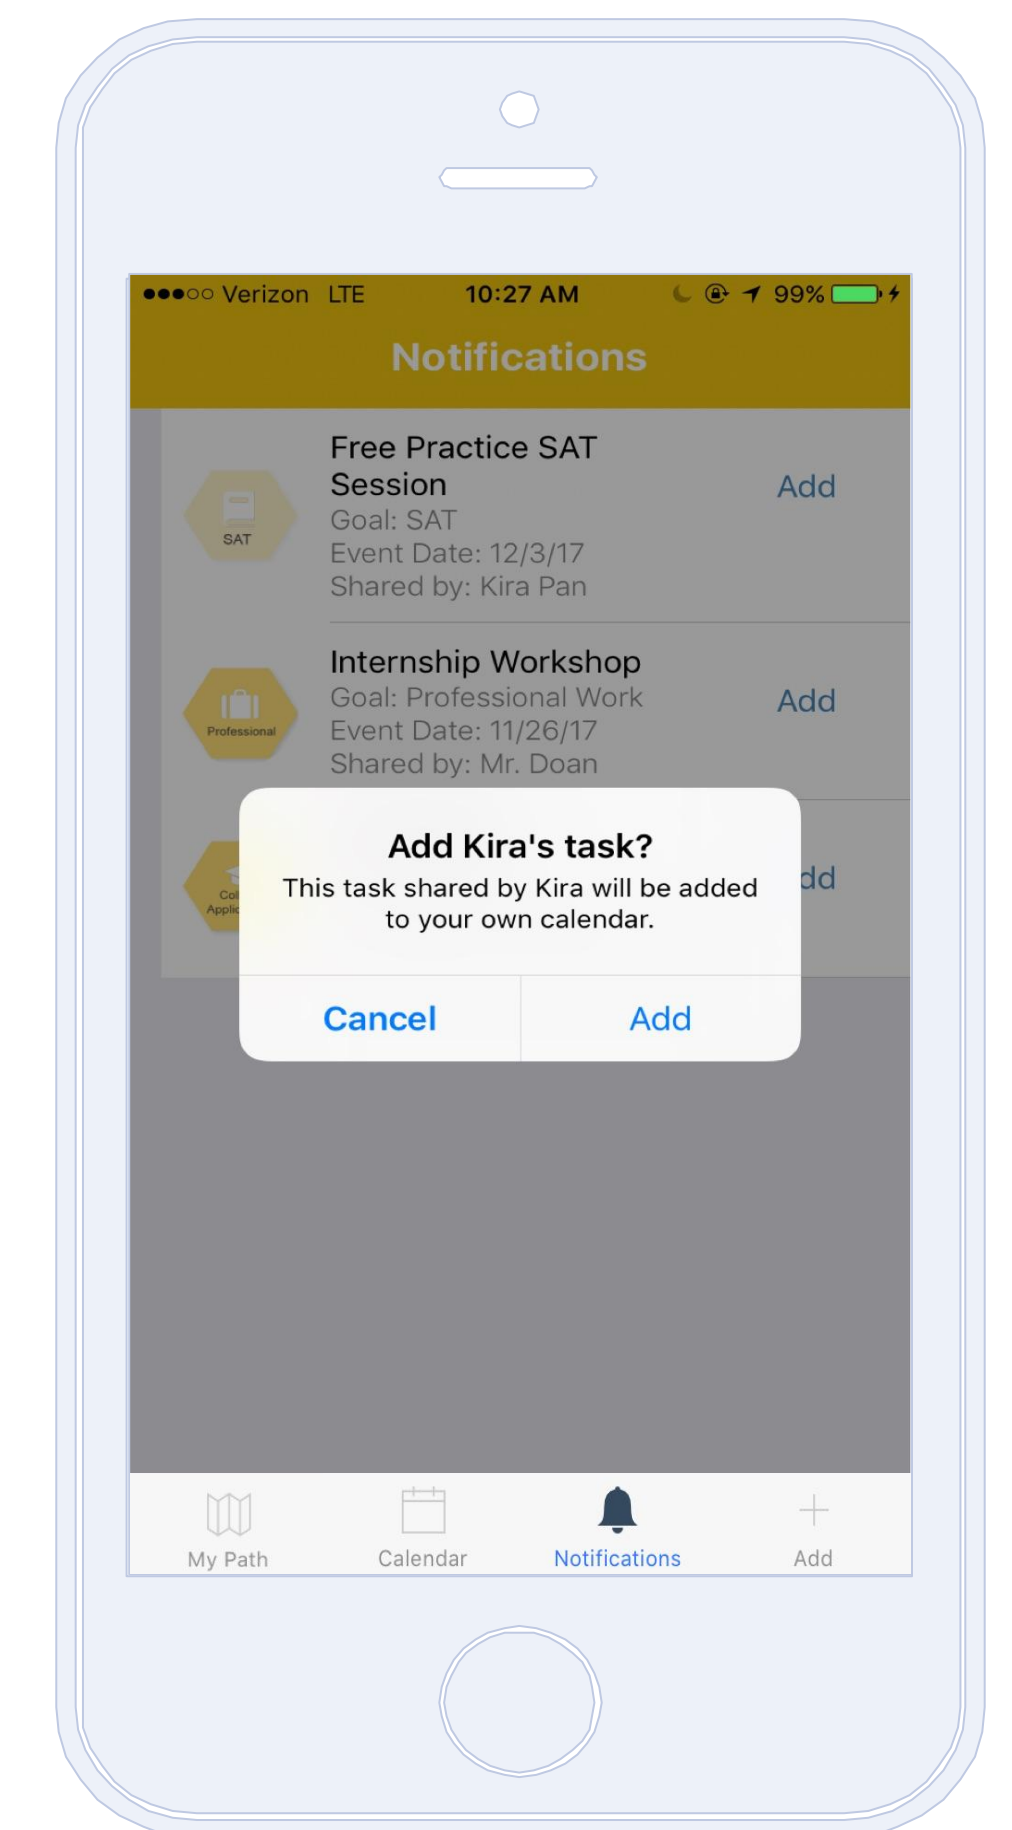 Verizon LTE 10:27 AM 99%
Notifications
Free Practice SAT
Session
Add
Goal: SAT
Event Date: 12/3/17
Shared by: Kira Pan
SAT
Internship Workshop
Goal: Professional Work
Add
Event Date: 11/26/17
Shared by: Mr. Doan
Professional
Add Kira's task?
This task shared by Kira will be added
to your own calendar.
Cancel Add
My Path Calendar Notifications Add